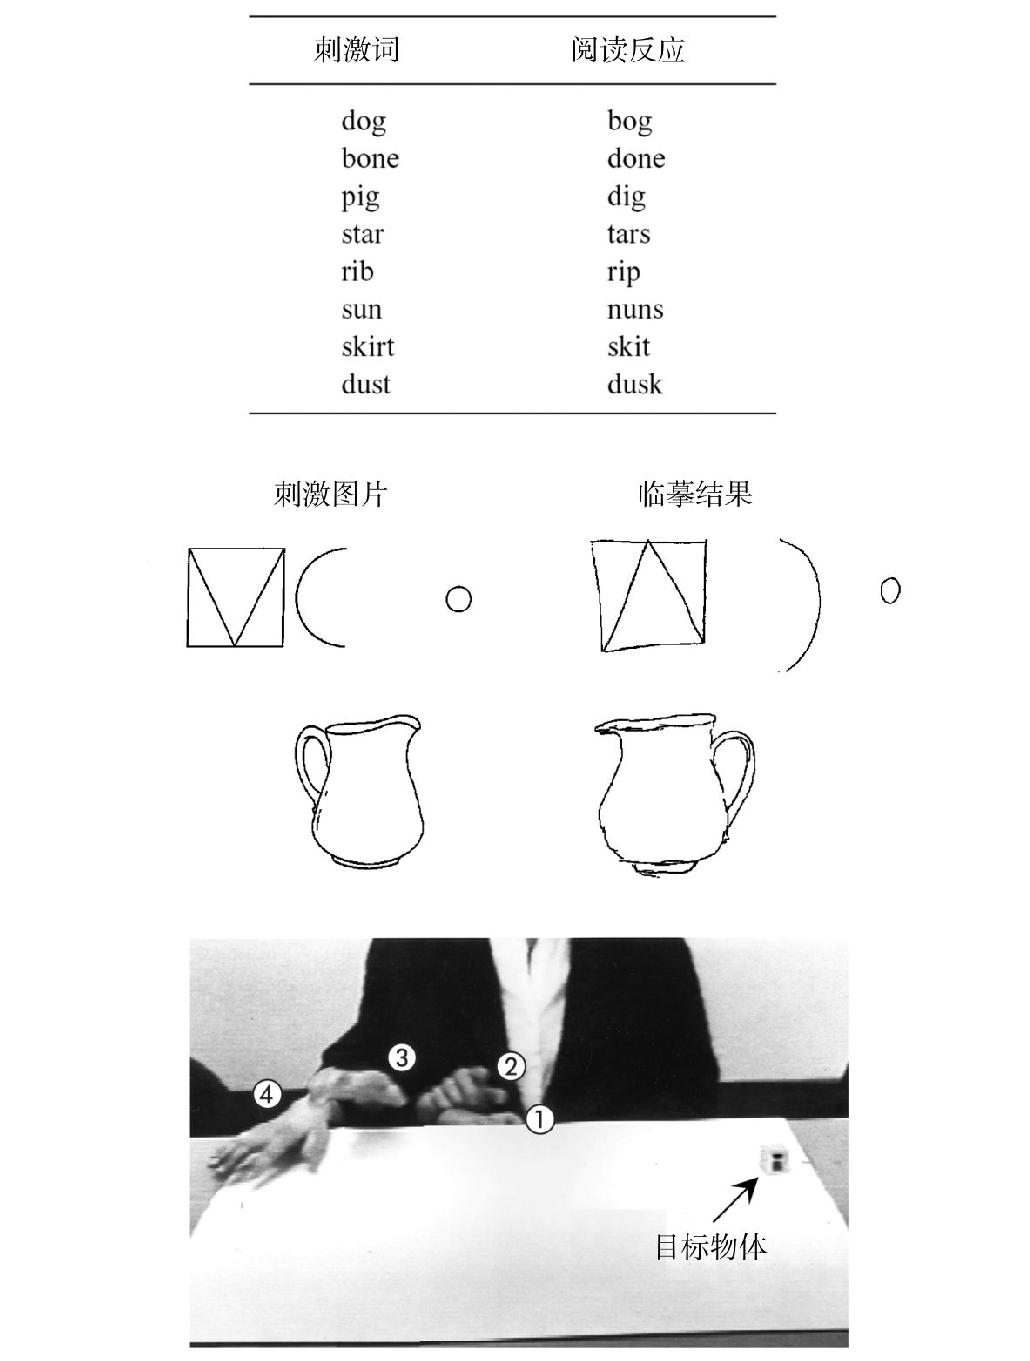 刺激词 阅读反应
dog bog
bone done
pig dig
star tars
rib rip
sun nuns
skirt skit
dust dusk
刺激图片 临摹结果
③ ②
④
①
目标物体